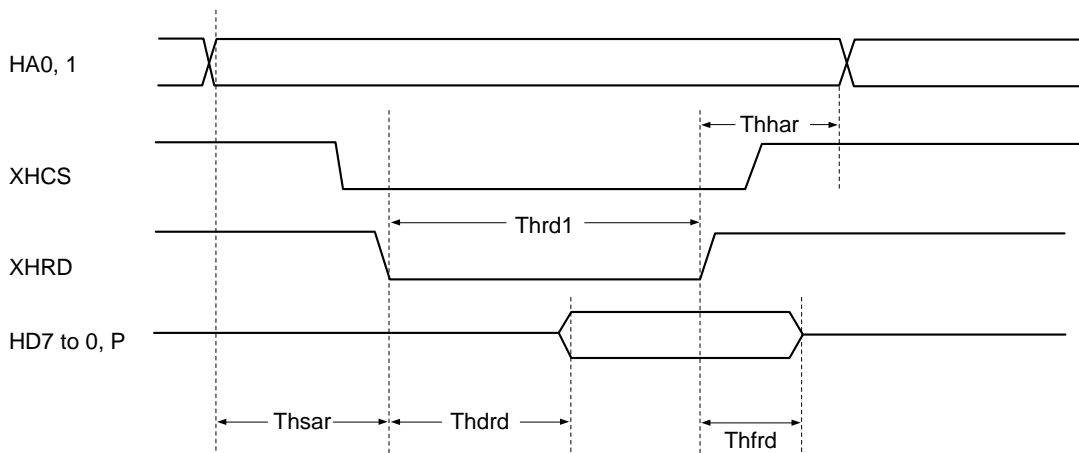 HA0, 1
Thhar
XHCS
Thrd1
XHRD
HD7 to 0, P
Thsar
Thdrd
Thfrd